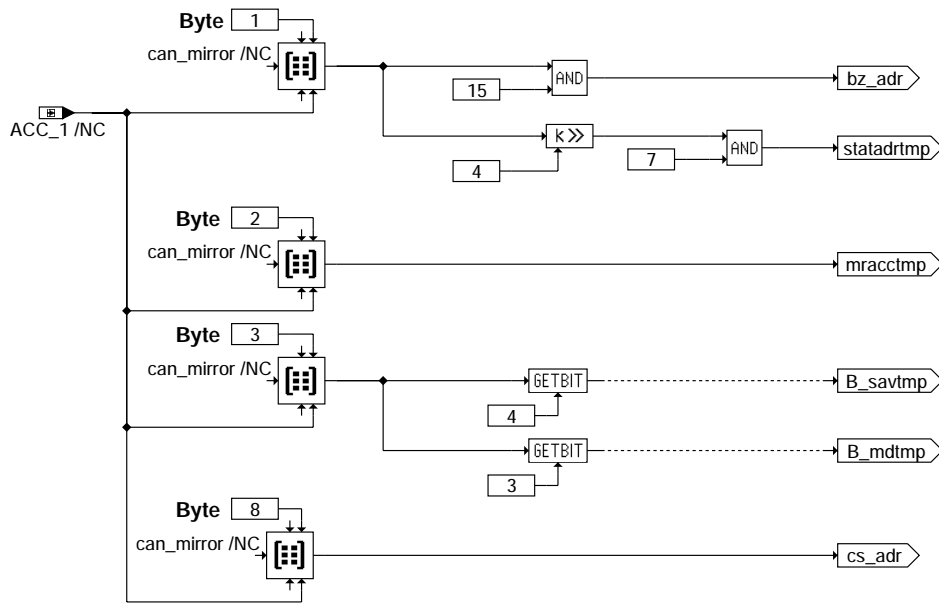 Byte 1
can_mirror /NC
AND
15
bz_adr
ACC_1 /NC
k>>
4
7
AND
statadrtmp
Byte 2
can_mirror /NC
mracctmp
Byte 3
can_mirror /NC
GETBIT
4
B_savtmp
GETBIT
3
B_mdtmp
Byte 8
can_mirror /NC
cs_adr